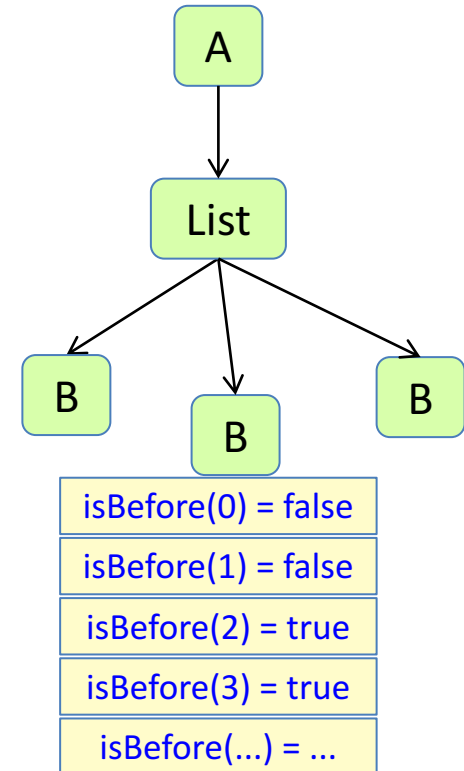 A
List
B
B
B
isBefore(0) = false
isBefore(1) = false
isBefore(2) = true
isBefore(3) = true
isBefore(...) = ...